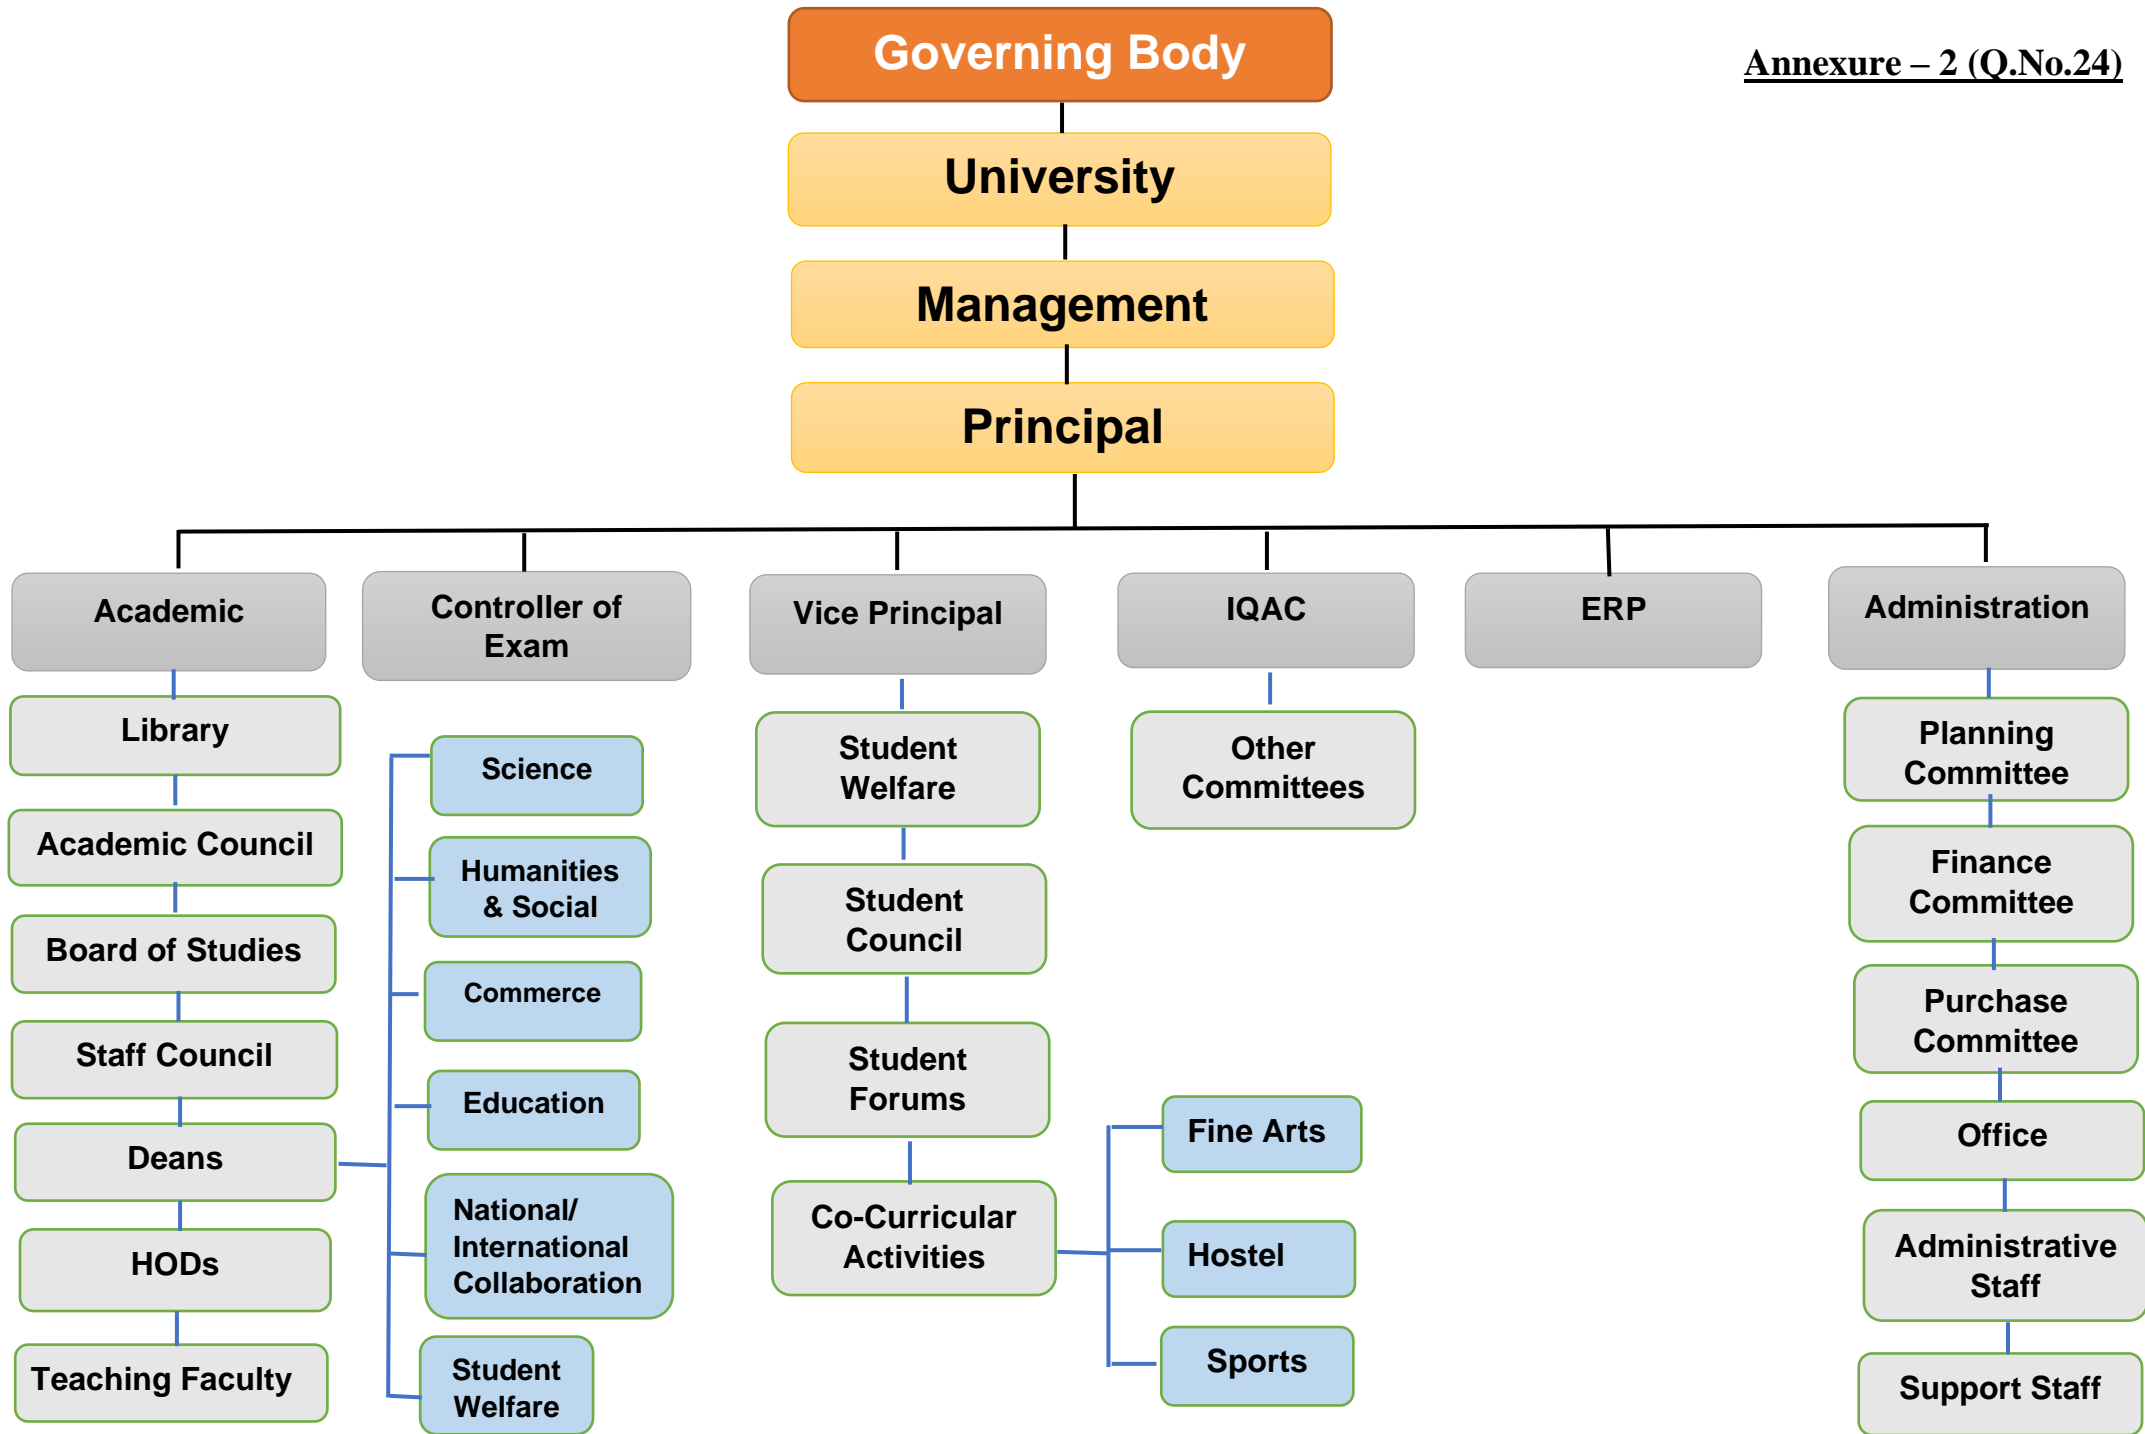 Governing Body
Annexure – 2 (Q.No.24)
University
Management
Principal
Academic
Controller of
Exam
Vice Principal
IQAC
ERP
Administration
Library
Academic Council
Board of Studies
Staff Council
Deans
HODs
Teaching Faculty
Science
Humanities
& Social
Commerce
Education
National/
International
Collaboration
Student
Welfare
Student
Welfare
Student
Council
Student
Forums
Co-Curricular
Activities
Fine Arts
Hostel
Sports
Other
Committees
Planning
Committee
Finance
Committee
Purchase
Committee
Office
Administrative
Staff
Support Staff